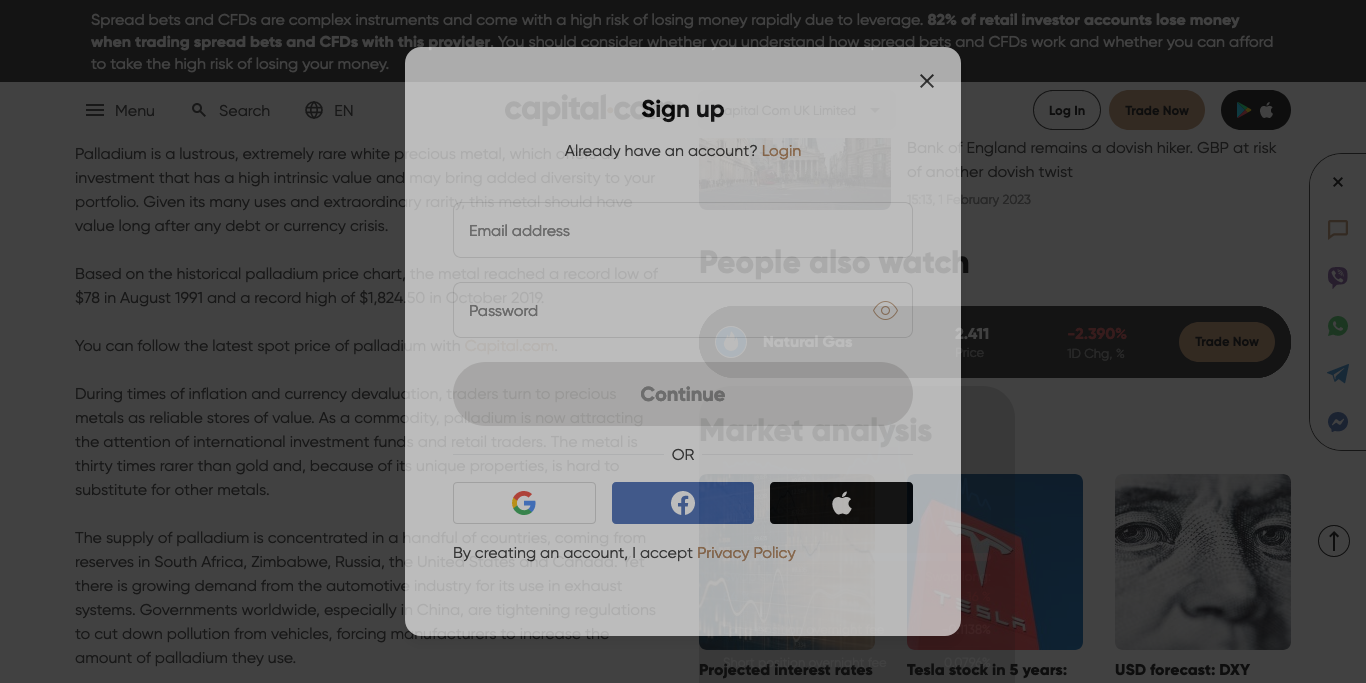 Spread bets and CFDs are complex instruments and come with a high risk of losing money rapidly due to leverage. 82% of retail investor accounts lose money
when trading spread bets and CFDs with this provider. You should consider whether you understand how spread bets and CFDs work and whether you can afford
to take the high risk of losing your money.
Menu
Search
EN
capital.co
pital Com UK Limited
Log In
Trade Now
Sign up
Already have an account? Login
Email address
Password
Continue
OR
By creating an account, I accept Privacy Policy
Palladium is a lustrous, extremely rare white precious metal, which
investment that has a high intrinsic value and may bring added diversity to your
portfolio. Given its many uses and extraordinary rarity, this metal should have
value long after any debt or currency crisis.
Based on the historical palladium price chart, the metal reached a record low of
$78 in August 1991 and a record high of $1,824.50 in October 2019.
You can follow the latest spot price of palladium with Capital.com.
During times of inflation and currency devaluation, traders turn to precious
metals as reliable stores of value. As a commodity, palladium is now attracting
the attention of international investment funds and retail traders. The metal is
thirty times rarer than gold and, because of its unique properties, is hard to
substitute for other metals.
The supply of palladium is concentrated in a handful of countries, coming from
reserves in South Africa, Zimbabwe, Russia, the United States and Canada. Yet
there is growing demand from the automotive industry for its use in exhaust
systems. Governments worldwide, especially in China, are tightening regulations
to cut down pollution from vehicles, forcing manufacturers to increase the
amount of palladium they use.
Bank of England remains a dovish hiker. GBP at risk
of another dovish twist
15:13, 1 February 2023
People also watch
Natural Gas
2.411
Price
-2.390%
1D Chg, %
Trade Now
Market analysis
TESLA
Projected interest rates
Tesla stock in 5 years:
USD forecast: DXY